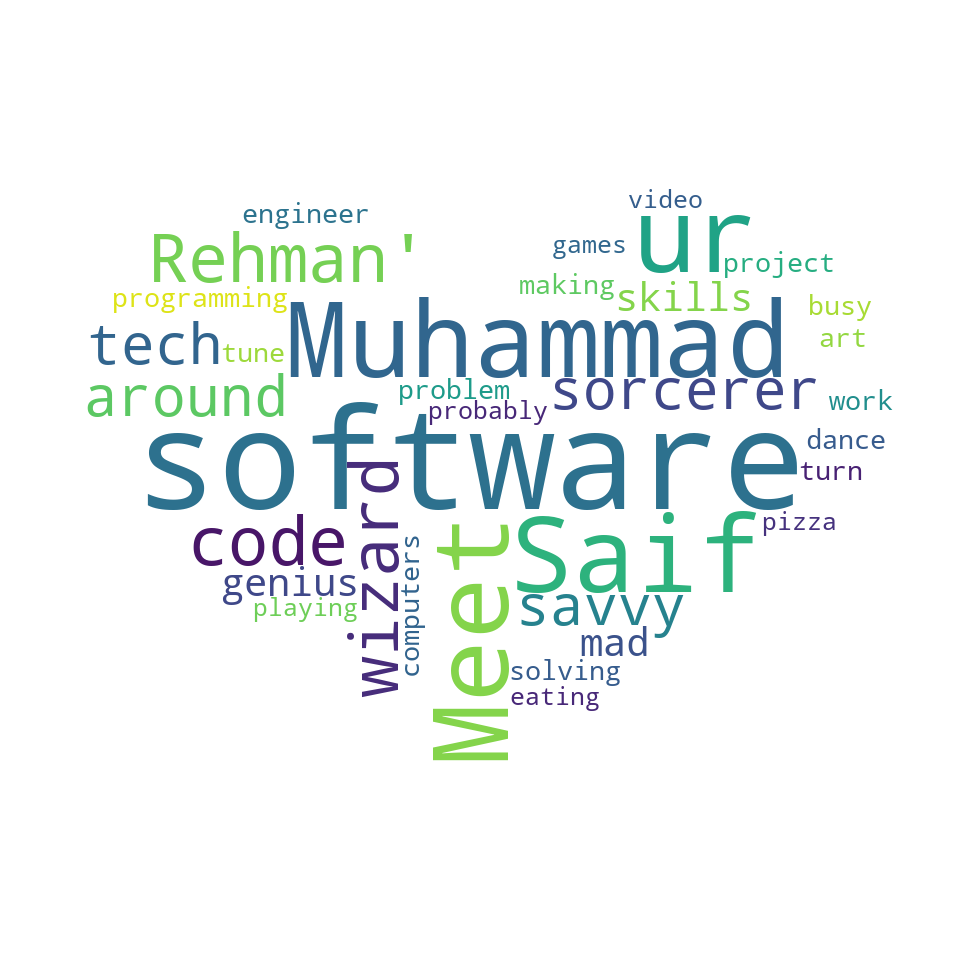 video
engineer
ur
Rehman'
games
project
making
skills
programming
busy
Muhammad
tech
tune
art
around
problem
sorcerer
probably
work
software
dance
turn
wizard
code
Meet
Saif
pizza
genius
computers
savvy
playing
mad
solving
eating